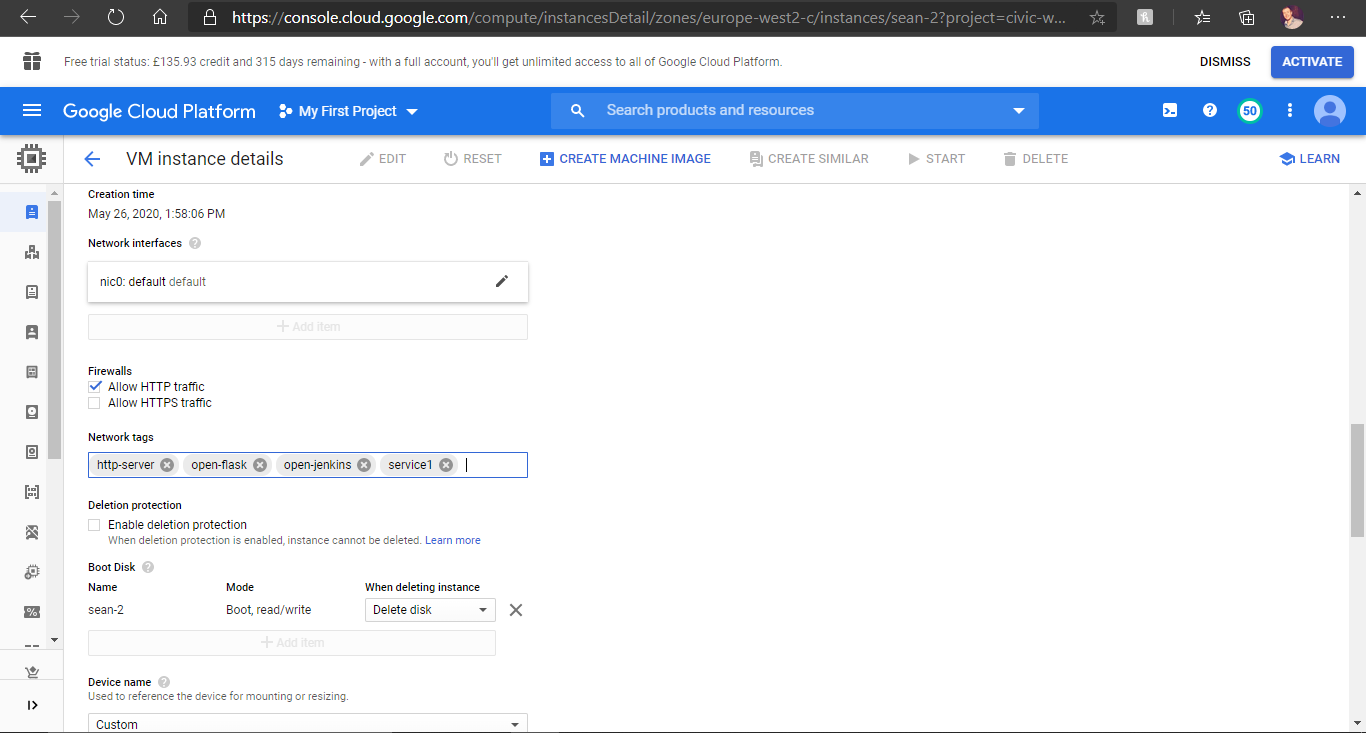 https://console.cloud.google.com/compute/instancesDetail/zones/europe-west2-c/instances/sean-2?project=civic-w...
Free trial status: £135.93 credit and 315 days remaining - with a full account, you'll get unlimited access to all of Google Cloud Platform.
DISMISS
ACTIVATE
Google Cloud Platform
My First Project
Search products and resources
50
VM instance details
EDIT
RESET
CREATE MACHINE IMAGE
CREATE SIMILAR
START
DELETE
LEARN
Creation time
May 26, 2020, 1:58:06 PM
Network interfaces
nic0: default default
Add item
Firewalls
Allow HTTP traffic
Allow HTTPS traffic
Network tags
http-server open-flask open-jenkins service1
Deletion protection
Enable deletion protection
When deletion protection is enabled, instance cannot be deleted. Learn more
Boot Disk
Name Mode When deleting instance
sean-2 Boot, read/write Delete disk
Add item
Device name
Used to reference the device for mounting or resizing.
Custom